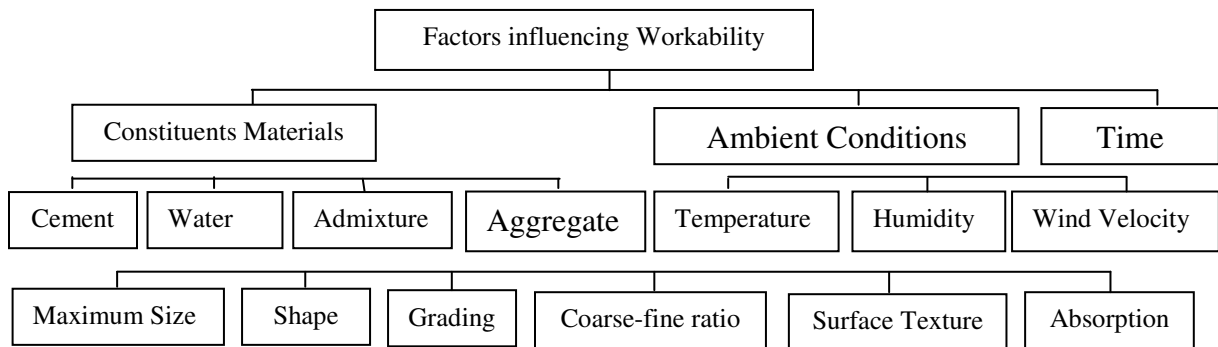 Factors influencing Workability
Constituents Materials
Ambient Conditions
Time
Cement
Water
Admixture
Aggregate
Temperature
Humidity
Wind Velocity
Maximum Size
Shape
Grading
Coarse-fine ratio
Surface Texture
Absorption